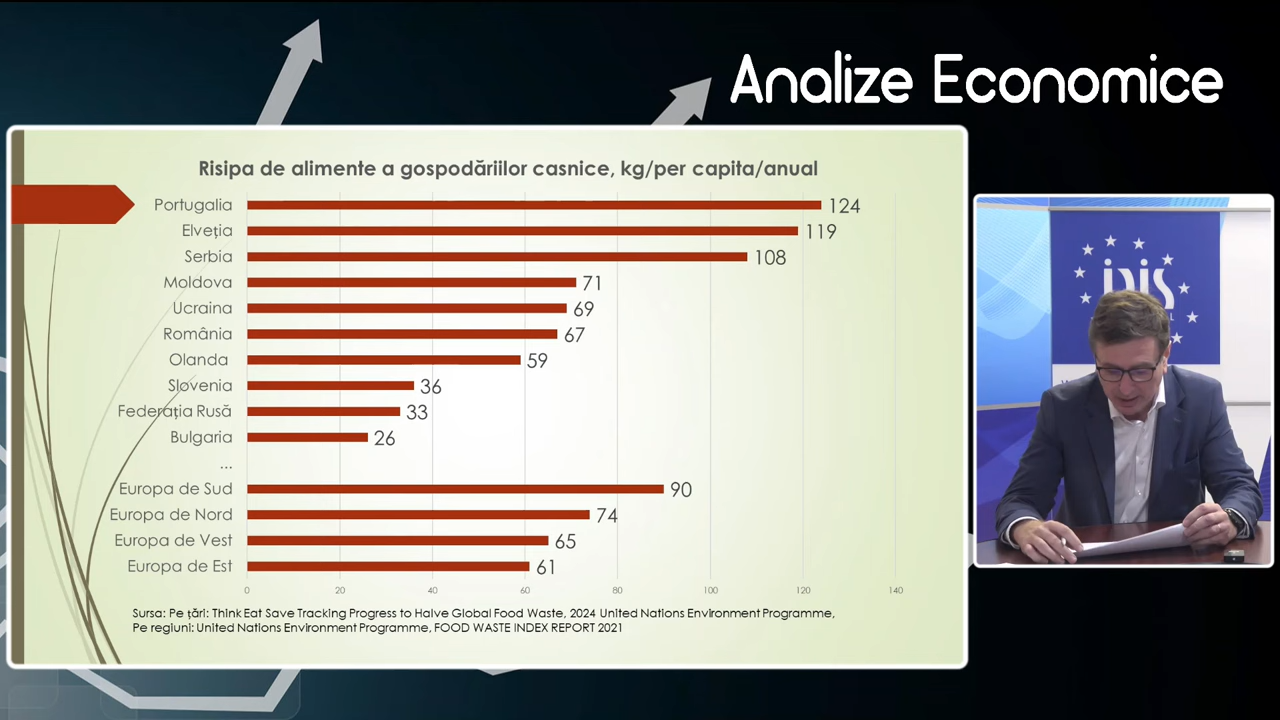 Analize Economice
Risipa de alimente a gospodăriilor casnice, kg/per capita/anual
Portugalia 124
Elveția 119
Serbia 108
Moldova 71
Ucraina 69
România 67
Olanda 59
Slovenia 36
Federația Rusă 33
Bulgaria 26
...
Europa de Sud 90
Europa de Nord 74
Europa de Vest 65
Europa de Est 61
0 20 40 60 80 100 120 140
Sursa: Pe țări: Think Eat Save Tracking Progress to Halve Global Food Waste, 2024 United Nations Environment Programme,
Pe regiuni: United Nations Environment Programme, FOOD WASTE INDEX REPORT 2021
idis